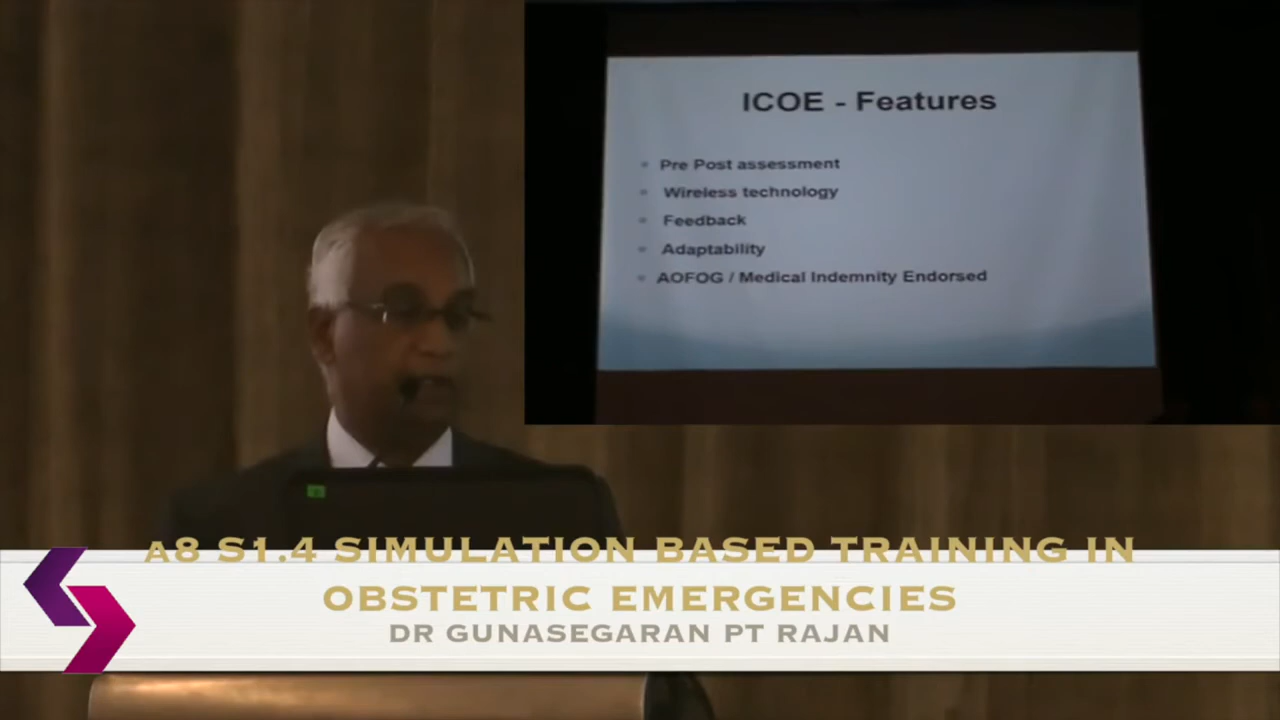 ICOE - Features
Pre Post assessment
Wireless technology
Feedback
Adaptability
AOFOG / Medical Indemnity Endorsed
A8 S1.4 SIMULATION BASED TRAINING IN
OBSTETRIC EMERGENCIES
DR GUNASEGARAN PT RAJAN